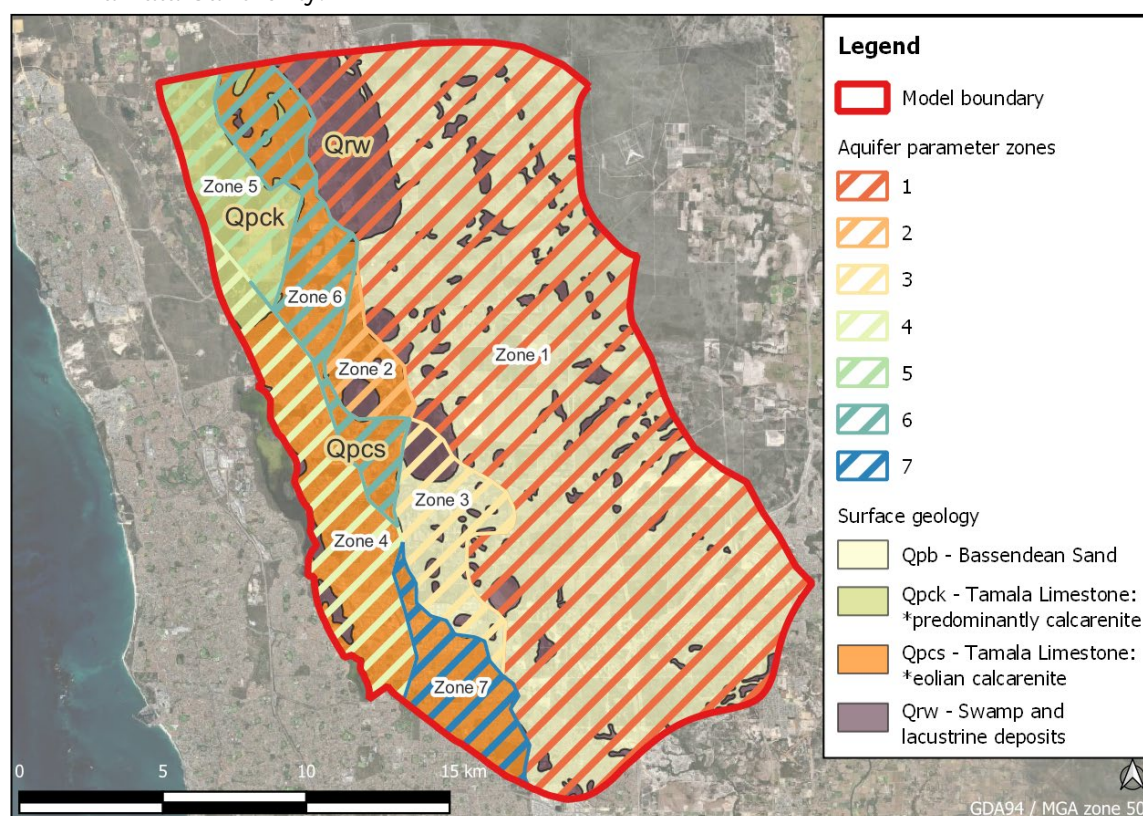 Legend
Model boundary
Aquifer parameter zones
1
2
3
4
5
6
7
Surface geology
Qpb - Bassendean Sand
Qpck - Tamala Limestone:
*predominantly calcarenite
Qpcs - Tamala Limestone:
*eolian calcarenite
Qrw - Swamp and
lacustrine deposits
Qrw
Zone 5
Qpck
Zone 6
Zone 1
Zone 2
Qpcs
Zone 3
Zone 4
Zone 7
0 5 10 15 km
GDA94 / MGA zone 50